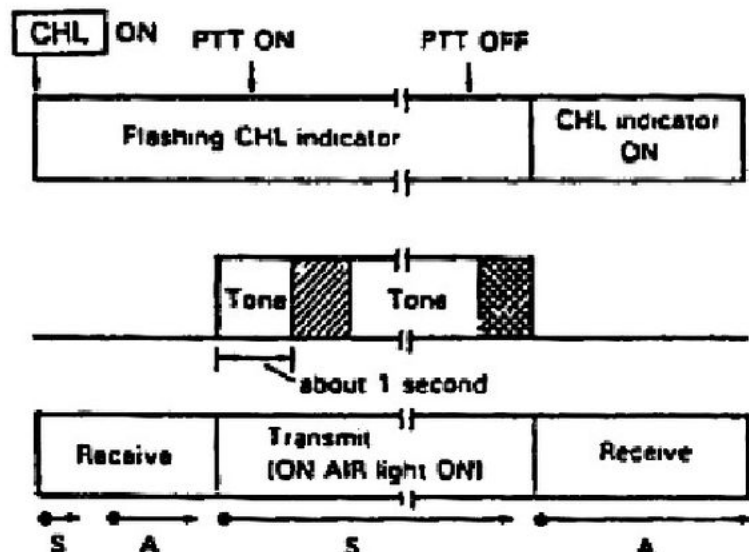 CHL ON
PTT ON
PTT OFF
Flashing CHL indicator
CHL indicator
ON
Tone
Tone
about 1 second
Receive
Transmit
(ON AIR light ON)
Receive
S
A
S
A